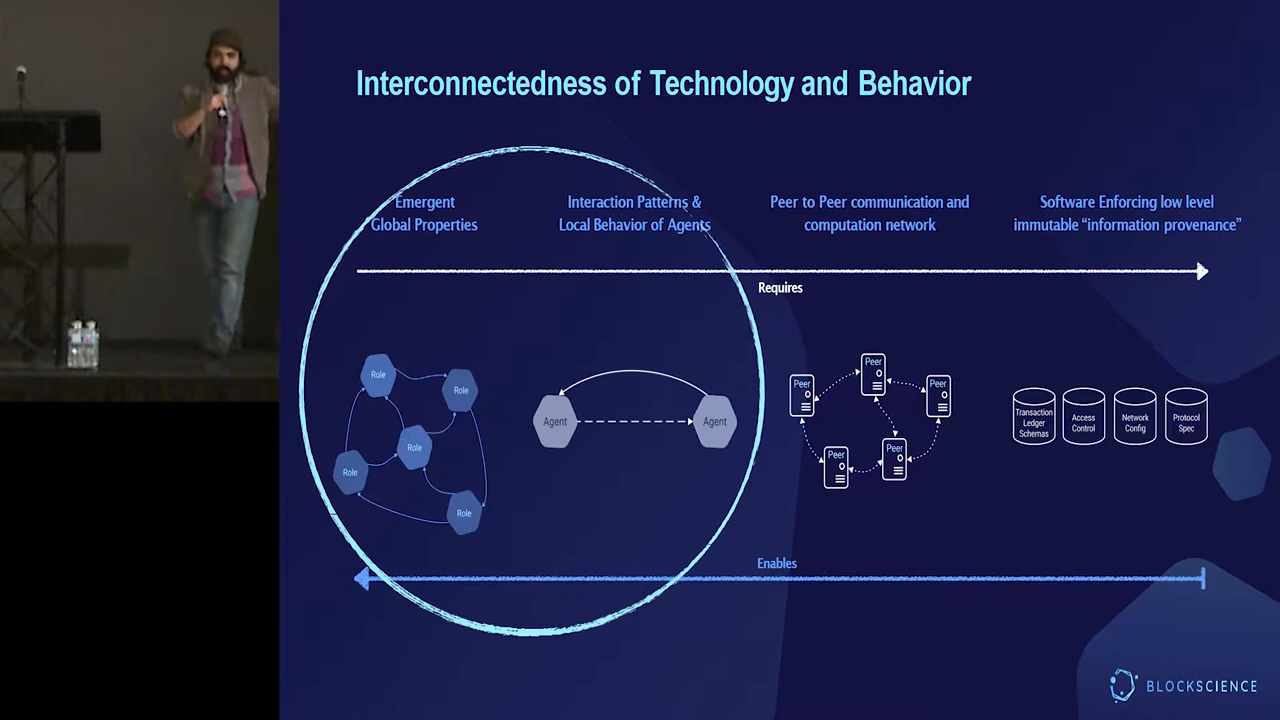 Interconnectedness of Technology and Behavior
Emergent
Global Properties
Interaction Patterns &
Local Behavior of Agents
Peer to Peer communication and
computation network
Software Enforcing low level
immutable “information provenance”
Requires
Role
Role
Role
Role
Role
Agent
Agent
Peer
Peer
Peer
Peer
Peer
Transaction
Ledger
Schemas
Access
Control
Network
Config
Protocol
Spec
Enables
BLOCKSCIENCE